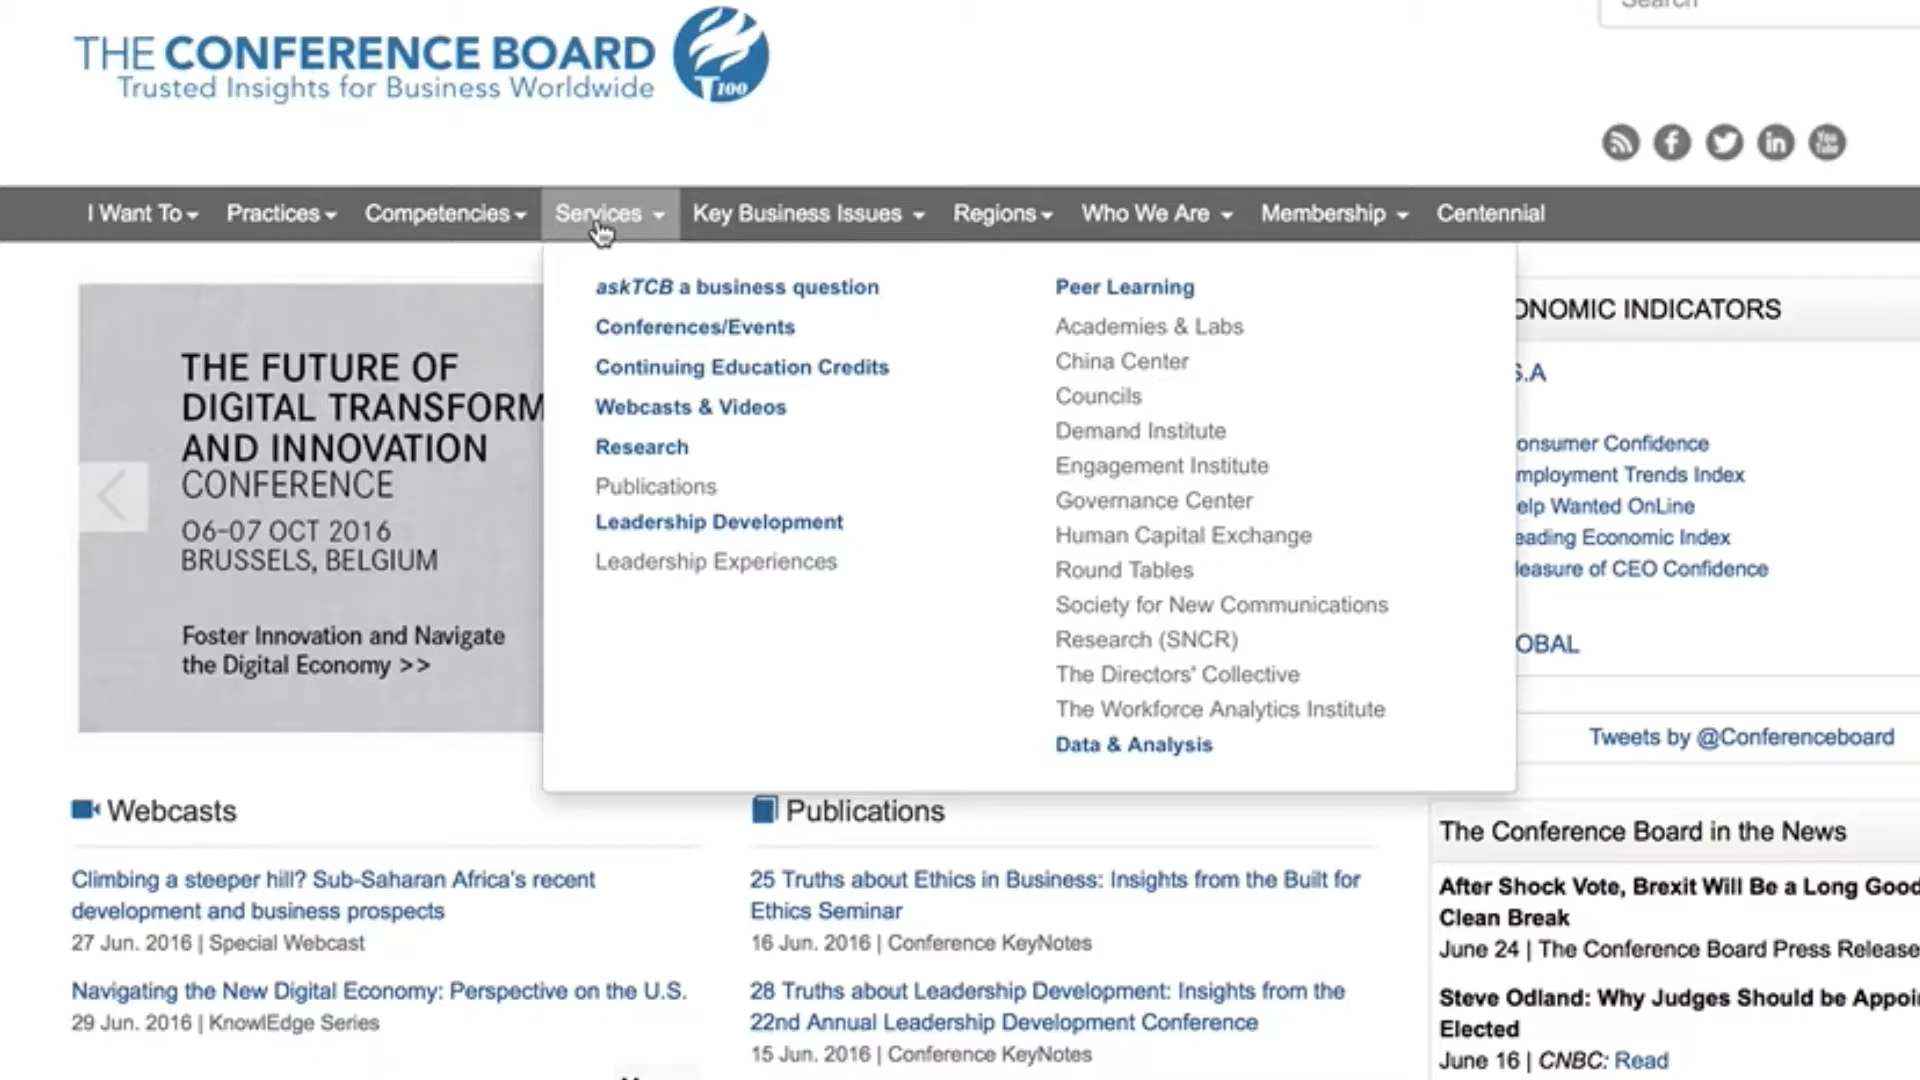 Search
THE CONFERENCE BOARD
Trusted Insights for Business Worldwide
T100
You Tube
I Want To
Practices
Competencies
Services
Key Business Issues
Regions
Who We Are
Membership
Centennial
askTCB a business question
Conferences/Events
Continuing Education Credits
Webcasts & Videos
Research
Publications
Leadership Development
Leadership Experiences
Peer Learning
Academies & Labs
China Center
Councils
Demand Institute
Engagement Institute
Governance Center
Human Capital Exchange
Round Tables
Society for New Communications
Research (SNCR)
The Directors' Collective
The Workforce Analytics Institute
Data & Analysis
THE FUTURE OF
DIGITAL TRANSFORM
AND INNOVATION
CONFERENCE
06-07 OCT 2016
BRUSSELS, BELGIUM
Foster Innovation and Navigate
the Digital Economy >>
ONOMIC INDICATORS
S.A
onsumer Confidence
mployment Trends Index
elp Wanted OnLine
eading Economic Index
easure of CEO Confidence
OBAL
Tweets by @Conferenceboard
Webcasts
Climbing a steeper hill? Sub-Saharan Africa's recent
development and business prospects
27 Jun. 2016 | Special Webcast
Navigating the New Digital Economy: Perspective on the U.S.
29 Jun. 2016 | KnowlEdge Series
Publications
25 Truths about Ethics in Business: Insights from the Built for
Ethics Seminar
16 Jun. 2016 | Conference KeyNotes
28 Truths about Leadership Development: Insights from the
22nd Annual Leadership Development Conference
15 Jun. 2016 | Conference KeyNotes
The Conference Board in the News
After Shock Vote, Brexit Will Be a Long Good
Clean Break
June 24 | The Conference Board Press Release
Steve Odland: Why Judges Should be Appoi
Elected
June 16 | CNBC: Read